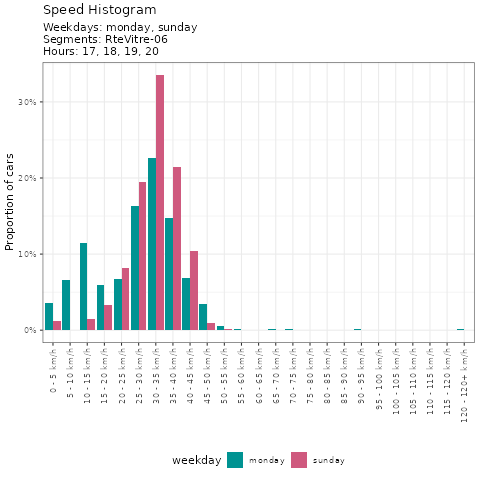 Speed Histogram
Weekdays: monday, sunday
Segments: RteVitre-06
Hours: 17, 18, 19, 20
Proportion of cars
30%
20%
10%
0%
0 - 5 km/h
5 - 10 km/h
10 - 15 km/h
15 - 20 km/h
20 - 25 km/h
25 - 30 km/h
30 - 35 km/h
35 - 40 km/h
40 - 45 km/h
45 - 50 km/h
50 - 55 km/h
55 - 60 km/h
60 - 65 km/h
65 - 70 km/h
70 - 75 km/h
75 - 80 km/h
80 - 85 km/h
85 - 90 km/h
90 - 95 km/h
95 - 100 km/h
100 - 105 km/h
105 - 110 km/h
110 - 115 km/h
115 - 120 km/h
120 - 120+ km/h
weekday monday sunday